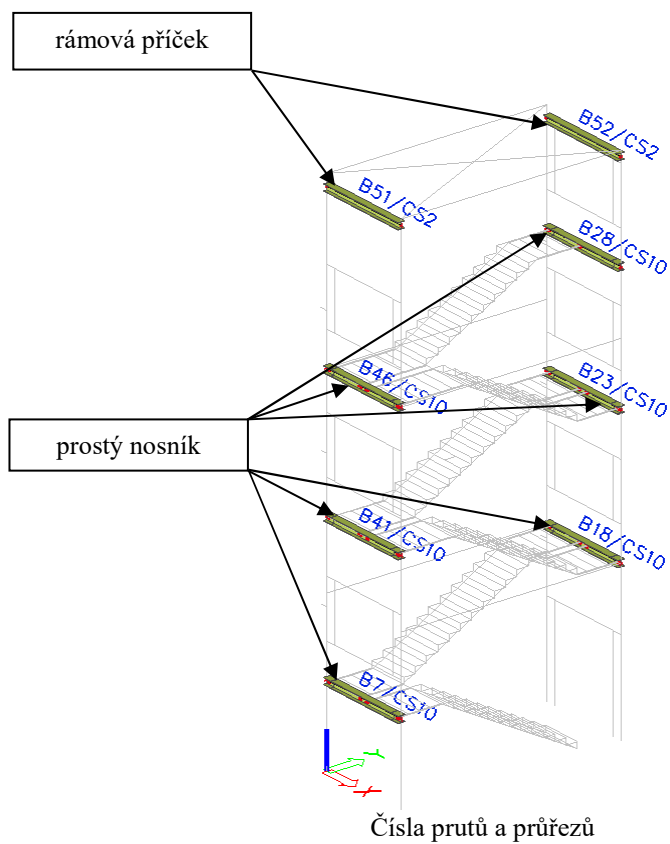 rámová příček
B52/CS2
B51/CS2
B28/CS10
B46/CS10
B23/CS10
prostý nosník
B41/CS10
B18/CS10
B7/CS10
Y
X
Čísla prutů a průřezů